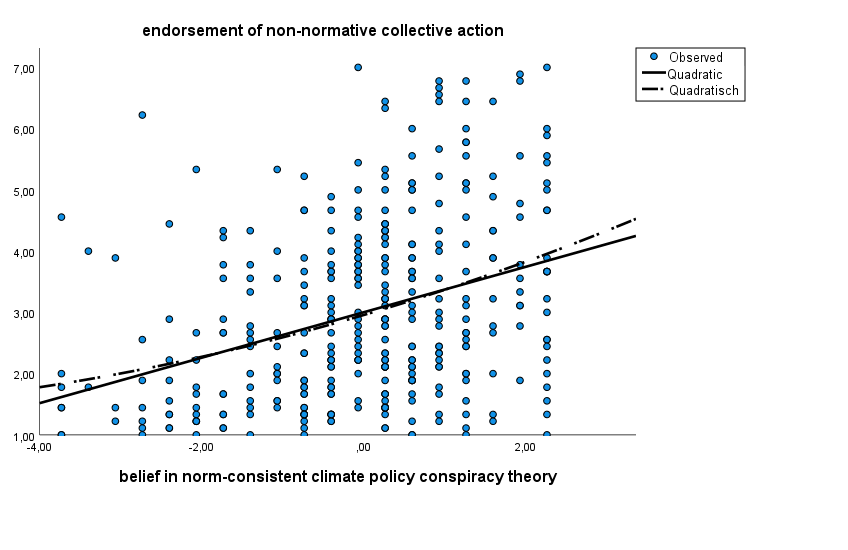 endorsement of non-normative collective action
Observed
Quadratic
Quadratisch
7,00
6,00
5,00
4,00
3,00
2,00
1,00
-4,00 -2,00 ,00 2,00
belief in norm-consistent climate policy conspiracy theory